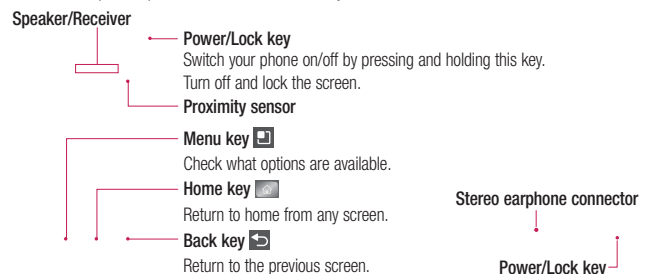 Speaker/Receiver
Power/Lock key
Switch your phone on/off by pressing and holding this key.
Turn off and lock the screen.
Proximity sensor
Menu key
Check what options are available.
Home key
Return to home from any screen.
Back key
Return to the previous screen.
Stereo earphone connector
Power/Lock key